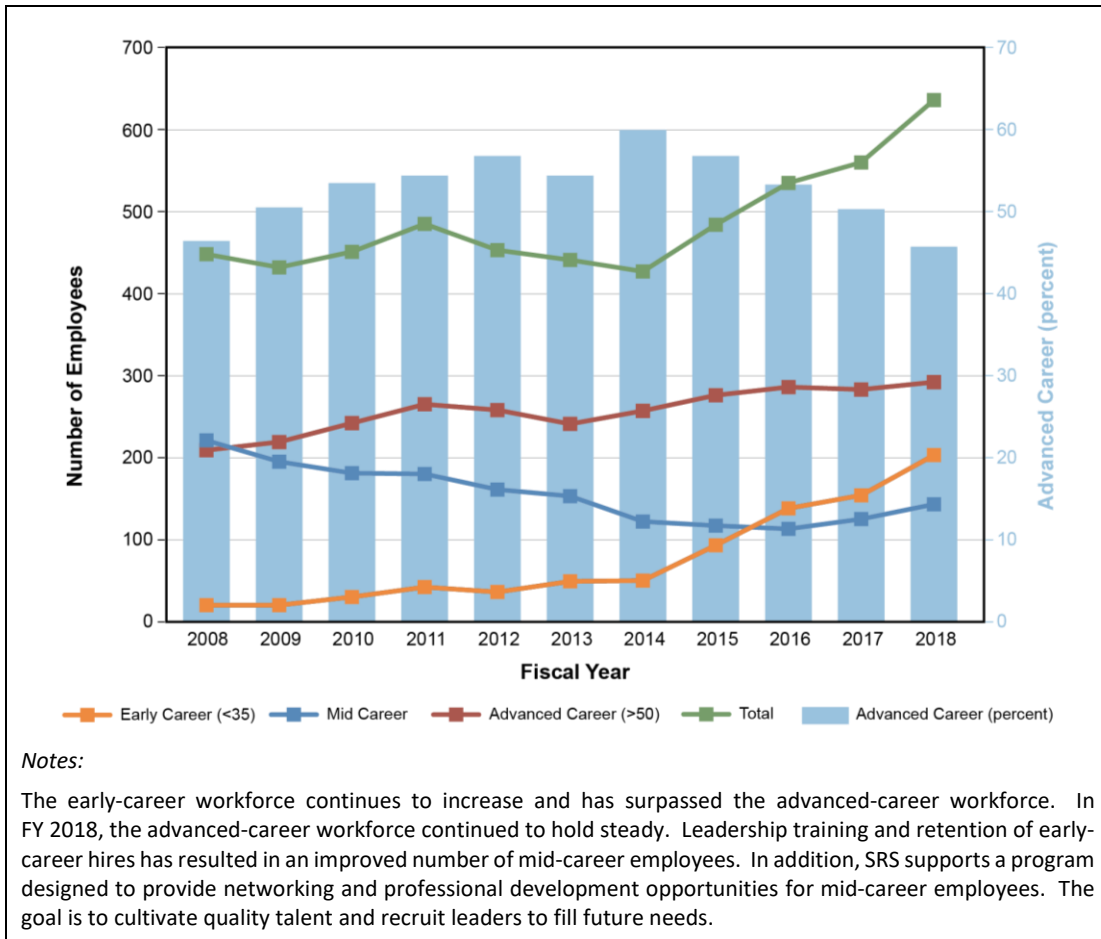 700
600
500
400
300
200
100
0
Number of Employees
70
60
50
40
30
20
10
0
Advanced Career (percent)
2008 2009 2010 2011 2012 2013 2014 2015 2016 2017 2018
Fiscal Year
Early Career (<35) Mid Career Advanced Career (>50) Total Advanced Career (percent)
Notes:
The early-career workforce continues to increase and has surpassed the advanced-career workforce. In
FY 2018, the advanced-career workforce continued to hold steady. Leadership training and retention of early-
career hires has resulted in an improved number of mid-career employees. In addition, SRS supports a program
designed to provide networking and professional development opportunities for mid-career employees. The
goal is to cultivate quality talent and recruit leaders to fill future needs.